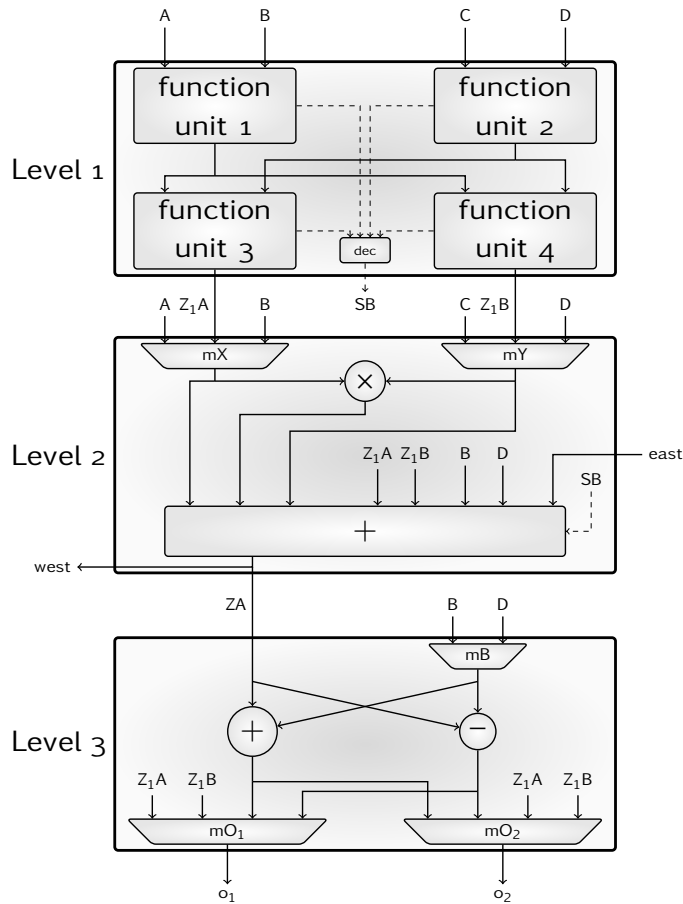 A B C D
function function
unit 1 unit 2
Level 1
function function
unit 3 dec unit 4
SB
A Z₁A B C Z₁B D
mX mY
×
Level 2
Z₁A Z₁B B D east
SB
+
west
ZA B D
mB
+ −
Level 3
Z₁A Z₁B Z₁A Z₁B
mO₁ mO₂
o₁ o₂